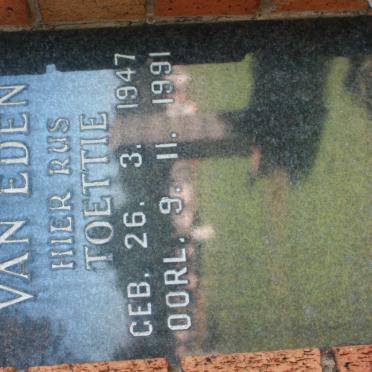 VAN EDEN
HIER RUS
TOETTIE
GEB. 26. 3. 1947
OORL. 9. 11. 1991